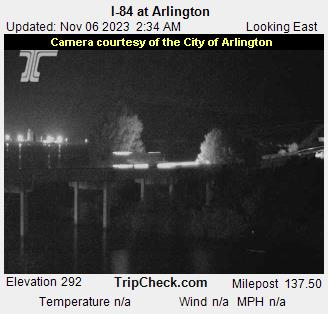 I-84 at Arlington
Updated: Nov 06 2023 2:34 AM Looking East
Camera courtesy of the City of Arlington
Elevation 292 TripCheck.com Milepost 137.50
Temperature n/a Wind n/a MPH n/a